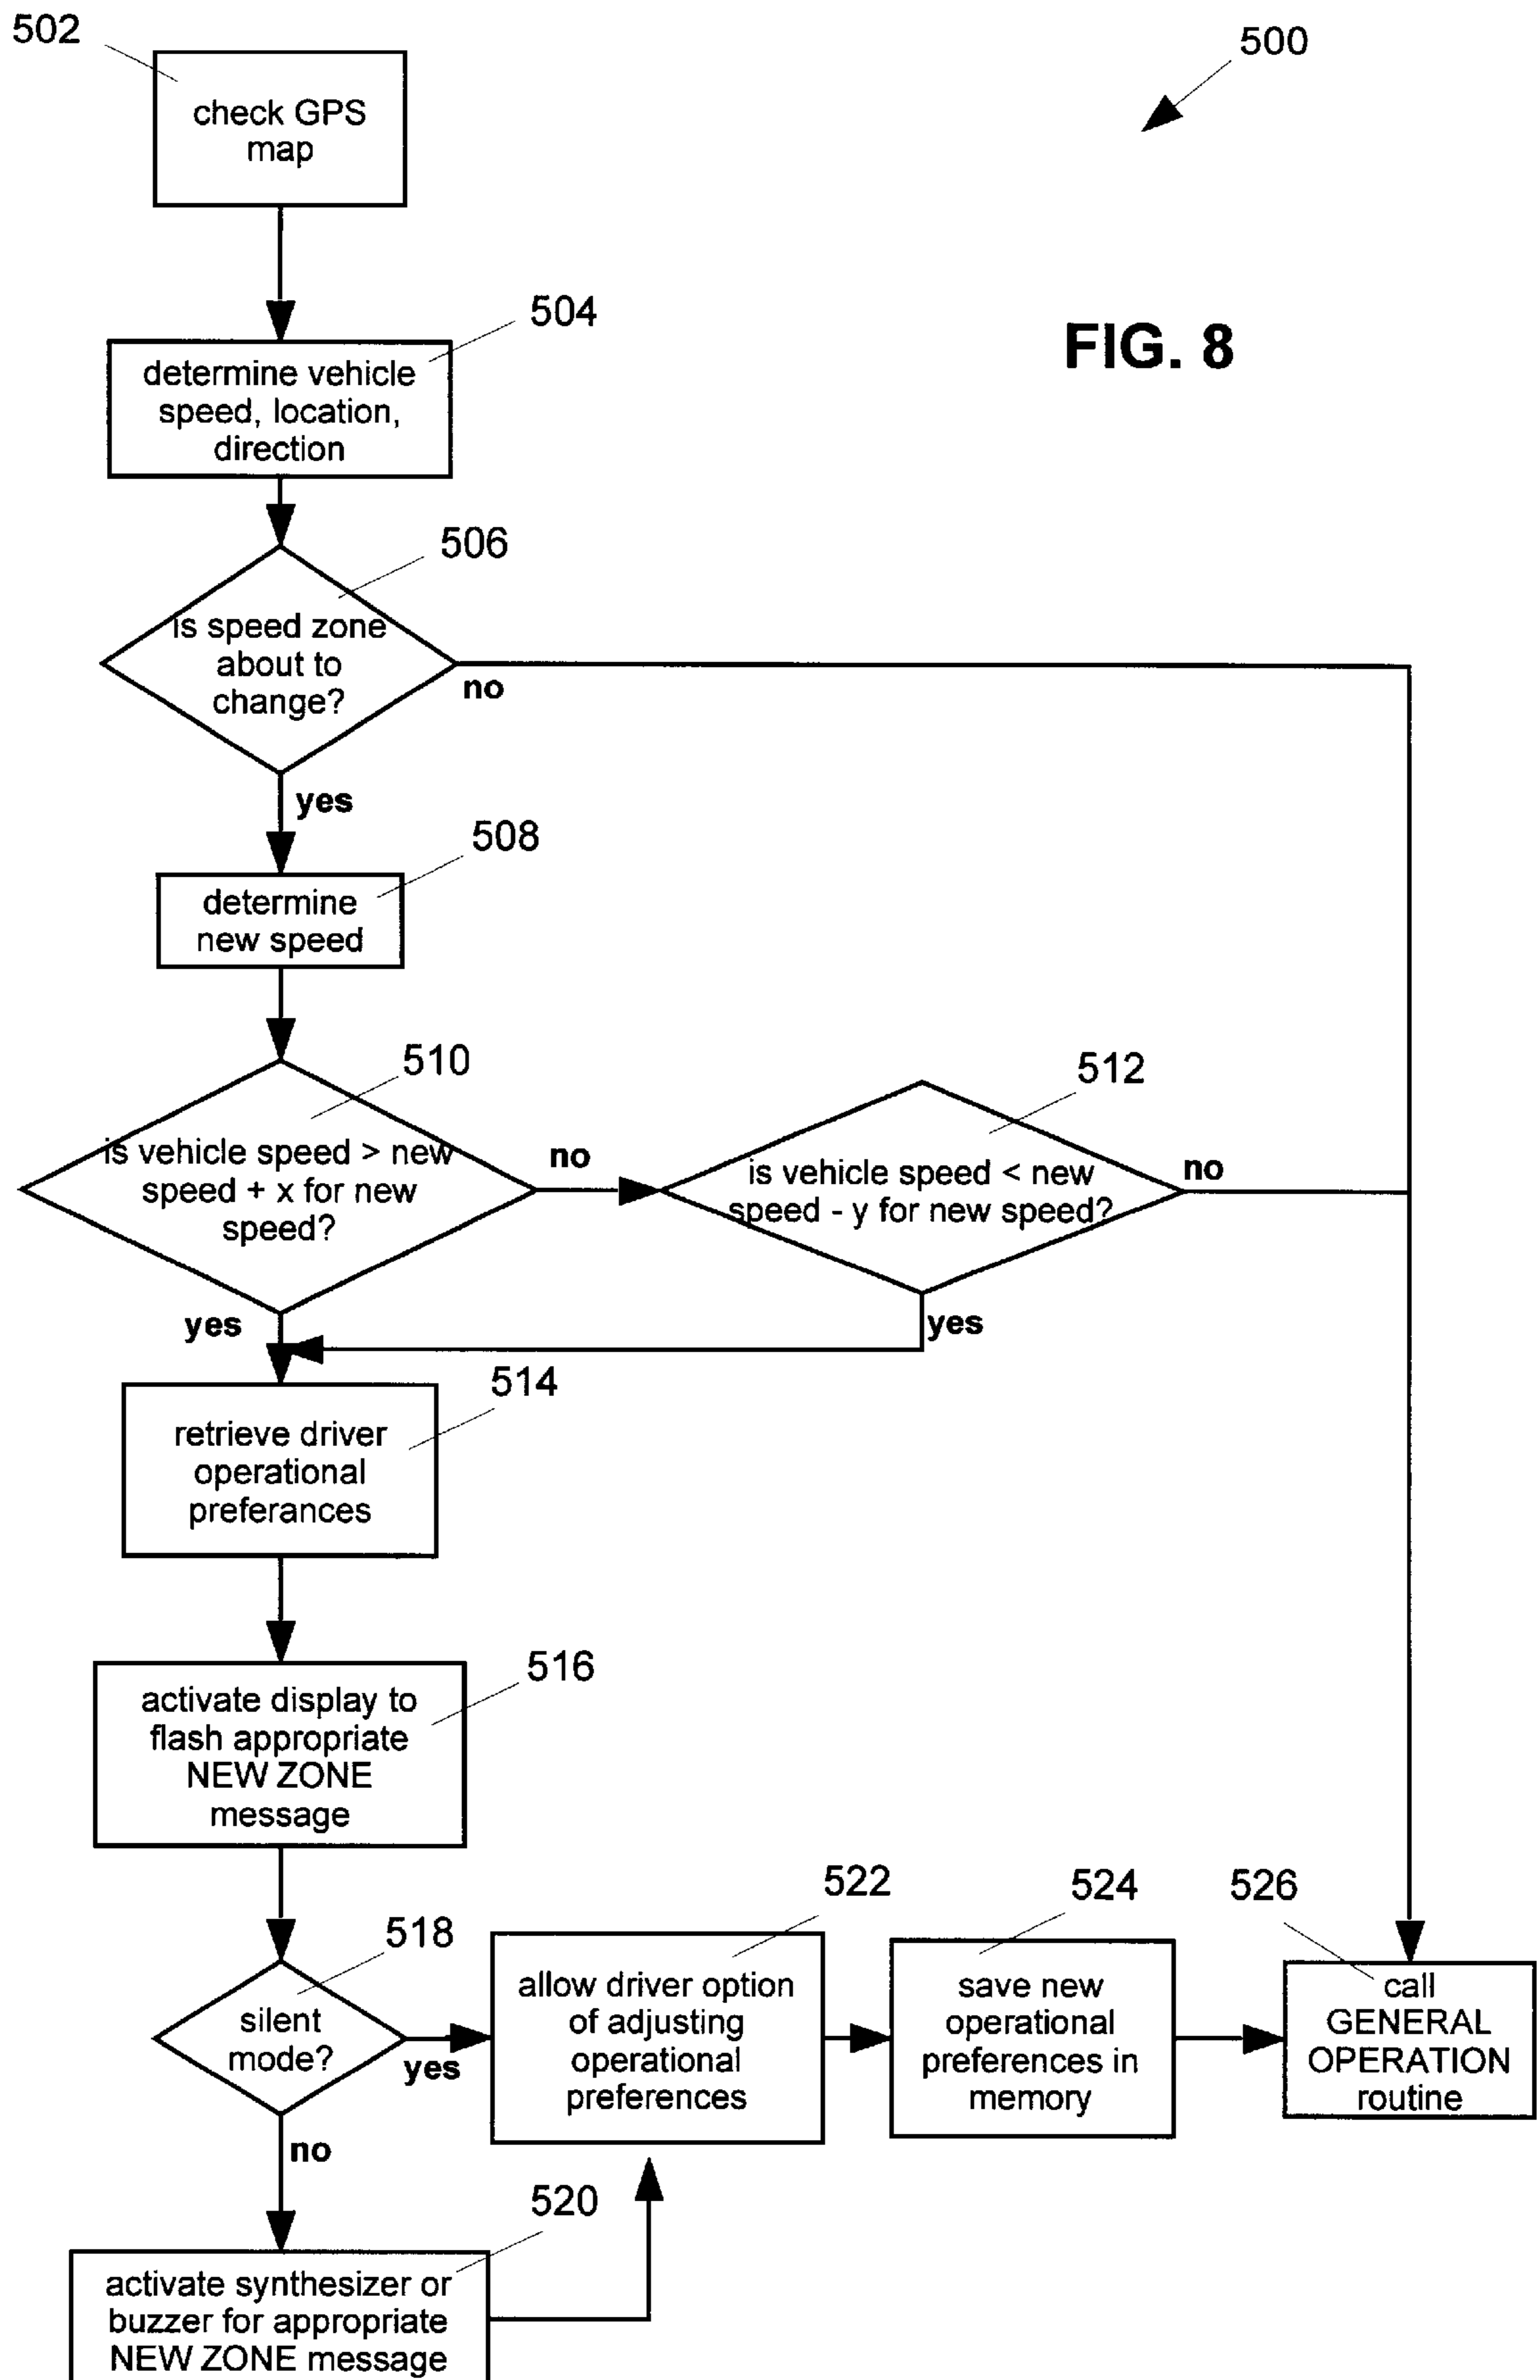 502
500
check GPS
map
504
FIG. 8
determine vehicle
speed, location,
direction
506
is speed zone
about to
change?
no
yes
508
determine
new speed
510
512
is vehicle speed > new
speed + x for new
speed?
no
is vehicle speed < new
speed - y for new speed?
no
yes
yes
514
retrieve driver
operational
preferances
516
activate display to
flash appropriate
NEW ZONE
message
518
silent
mode?
yes
no
522
allow driver option
of adjusting
operational
preferences
524
save new
operational
preferences in
memory
526
call
GENERAL
OPERATION
routine
520
activate synthesizer or
buzzer for appropriate
NEW ZONE message